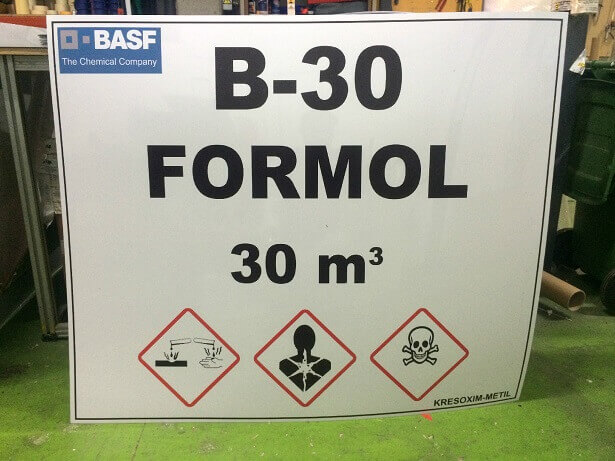 BASF
The Chemical Company
B-30
FORMOL
30 m³
KRESOXIM-METIL